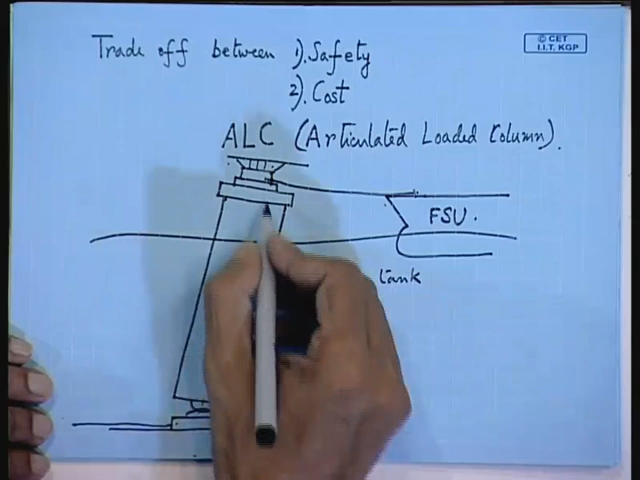 Trade off between 1). Safety
2). Cost
© CET
I.I.T. KGP
ALC (Articulated Loaded Column).
FSU.
tank